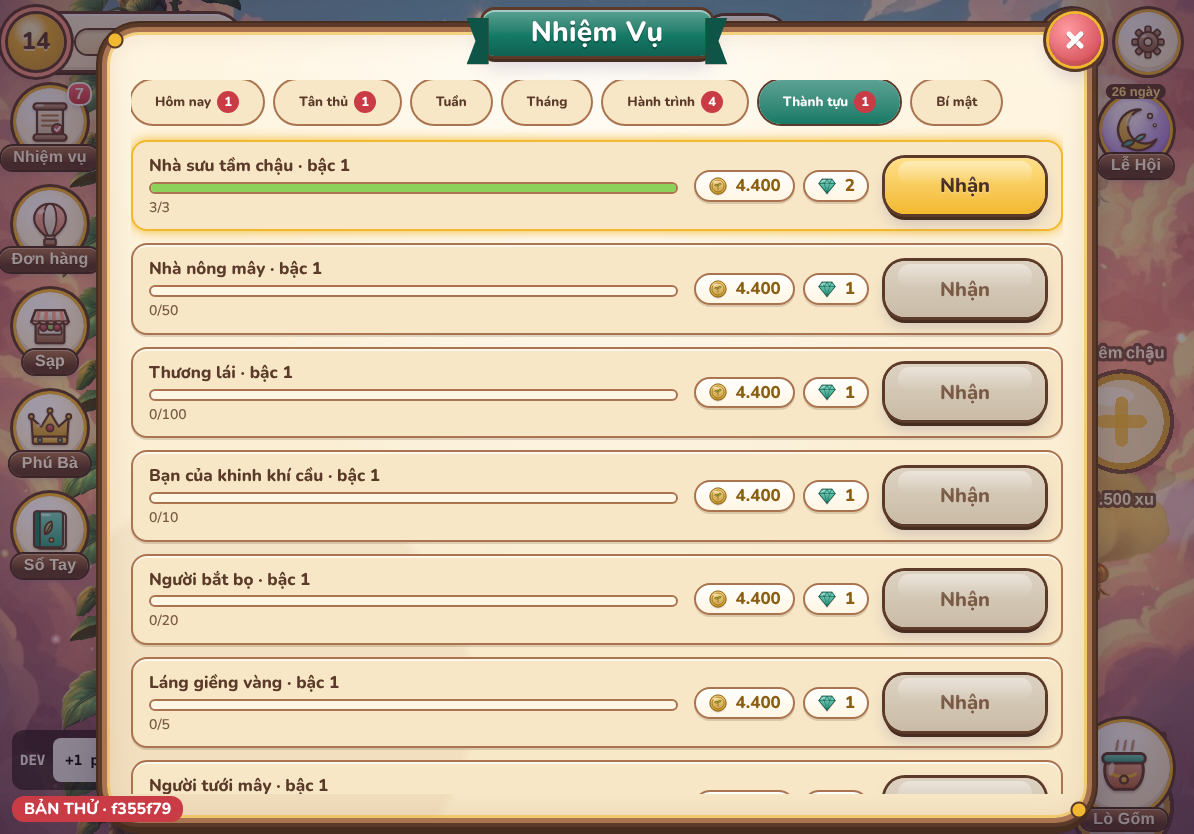 Nhiệm Vụ
14
Hôm nay 1
Tân thủ 1
Tuần
Tháng
Hành trình 4
Thành tựu 1
Bí mật
7
Nhiệm vụ
Đơn hàng
Sạp
Phú Bà
Sổ Tay
Nhà sưu tầm chậu · bậc 1
3/3
4.400
2
Nhận
Nhà nông mây · bậc 1
0/50
4.400
1
Nhận
Thương lái · bậc 1
0/100
4.400
1
Nhận
Bạn của khinh khí cầu · bậc 1
0/10
4.400
1
Nhận
Người bắt bọ · bậc 1
0/20
4.400
1
Nhận
Láng giềng vàng · bậc 1
0/5
4.400
1
Nhận
Người tưới mây · bậc 1
26 ngày
Lễ Hội
êm chậu
.500 xu
Lò Gốm
DEV
+1 p
BẢN THỬ · f355f79